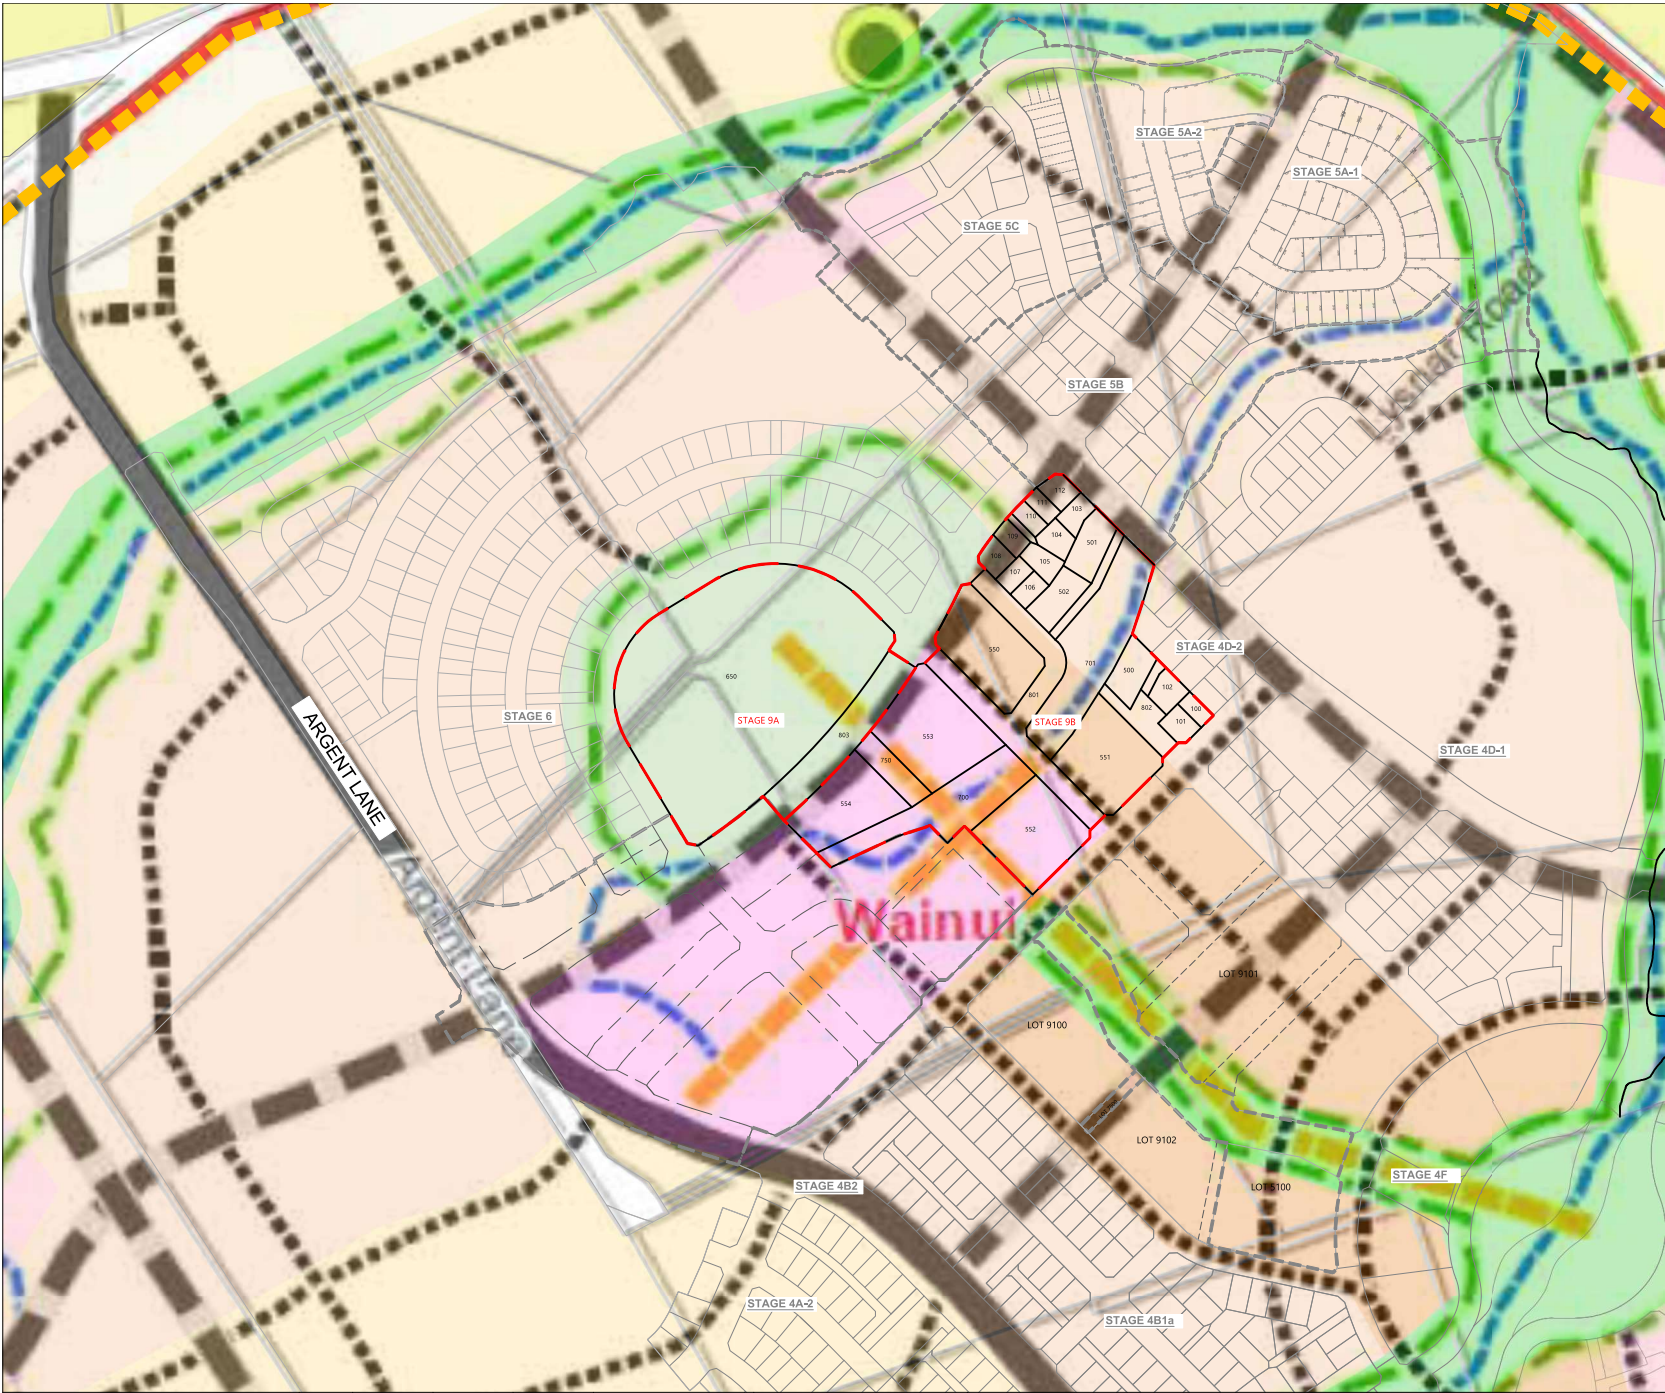 STAGE 5A-2
STAGE 5A-1
STAGE 5C
Lysnar Road
STAGE 5B
112
111
103
110
109
104
501
108
105
107
106
502
STAGE 4D-2
550
701
500
650
102
801
802
100
STAGE 6
STAGE 9A
STAGE 9B
101
803
553
STAGE 4D-1
551
750
ARGENT LANE
700
554
552
Argent Lane
Wainui
LOT 9101
LOT 9100
LOT 9102
STAGE 4F
LOT 5100
STAGE 4B2
STAGE 4A-2
STAGE 4B1a